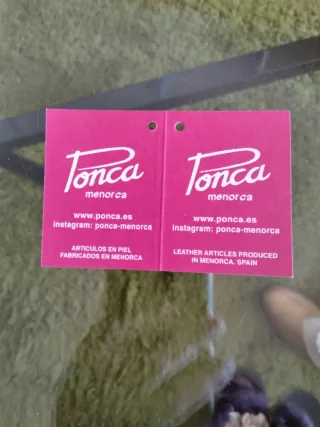 Ponca
menorca
www.ponca.es
instagram: ponca-menorca
ARTICULOS EN PIEL
FABRICADOS EN MENORCA
Ponca
menorca
www.ponca.es
instagram: ponca-menorca
LEATHER ARTICLES PRODUCED
IN MENORCA. SPAIN